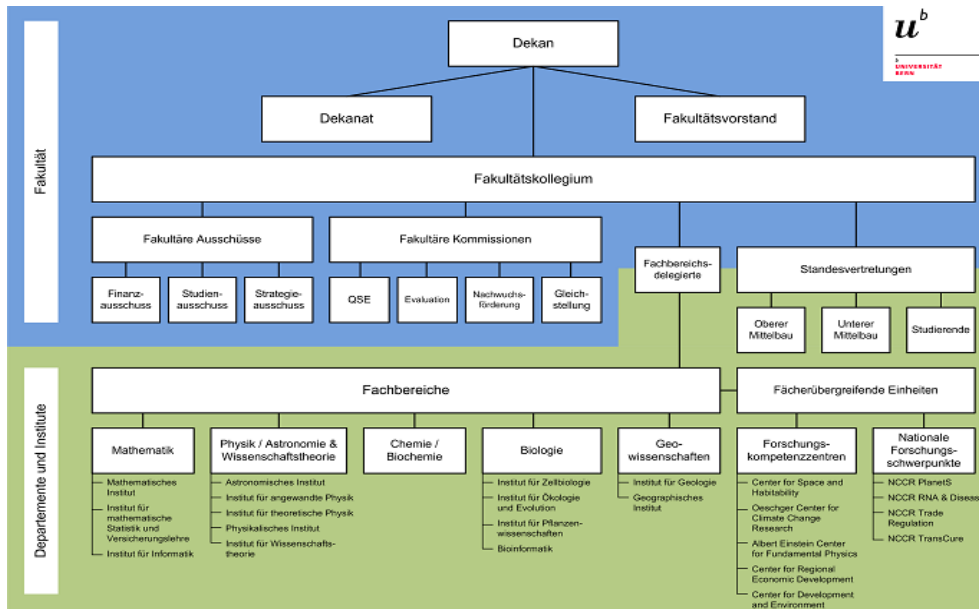 u^b
b
UNIVERSITÄT
BERN
Fakultät
Dekan
Dekanat
Fakultätsvorstand
Fakultätskollegium
Fakultäre Ausschüsse
Fakultäre Kommissionen
Fachbereichs-
delegierte
Standesvertretungen
Finanz-
ausschuss
Studien-
ausschuss
Strategie-
ausschuss
QSE
Evaluation
Nachwuchs-
förderung
Gleich-
stellung
Oberer
Mittelbau
Unterer
Mittelbau
Studierende
Departemente und Institute
Fachbereiche
Fächerübergreifende Einheiten
Mathematik
Mathematisches
Institut
Institut für
mathematische
Statistik und
Versicherungslehre
Institut für Informatik
Physik / Astronomie &
Wissenschaftstheorie
Astronomisches Institut
Institut für angewandte Physik
Institut für theoretische Physik
Physikalisches Institut
Institut für Wissenschafts-
theorie
Chemie /
Biochemie
Biologie
Institut für Zellbiologie
Institut für Ökologie
und Evolution
Institut für Pflanzen-
wissenschaften
Bioinformatik
Geo-
wissenschaften
Institut für Geologie
Geographisches
Institut
Forschungs-
kompetenzzentren
Center for Space and
Habitability
Oeschger Center for
Climate Change
Research
Albert Einstein Center
for Fundamental Physics
Center for Regional
Economic Development
Center for Development
and Environment
Nationale
Forschungs-
schwerpunkte
NCCR PlanetS
NCCR RNA & Disease
NCCR Trade
Regulation
NCCR TransCure